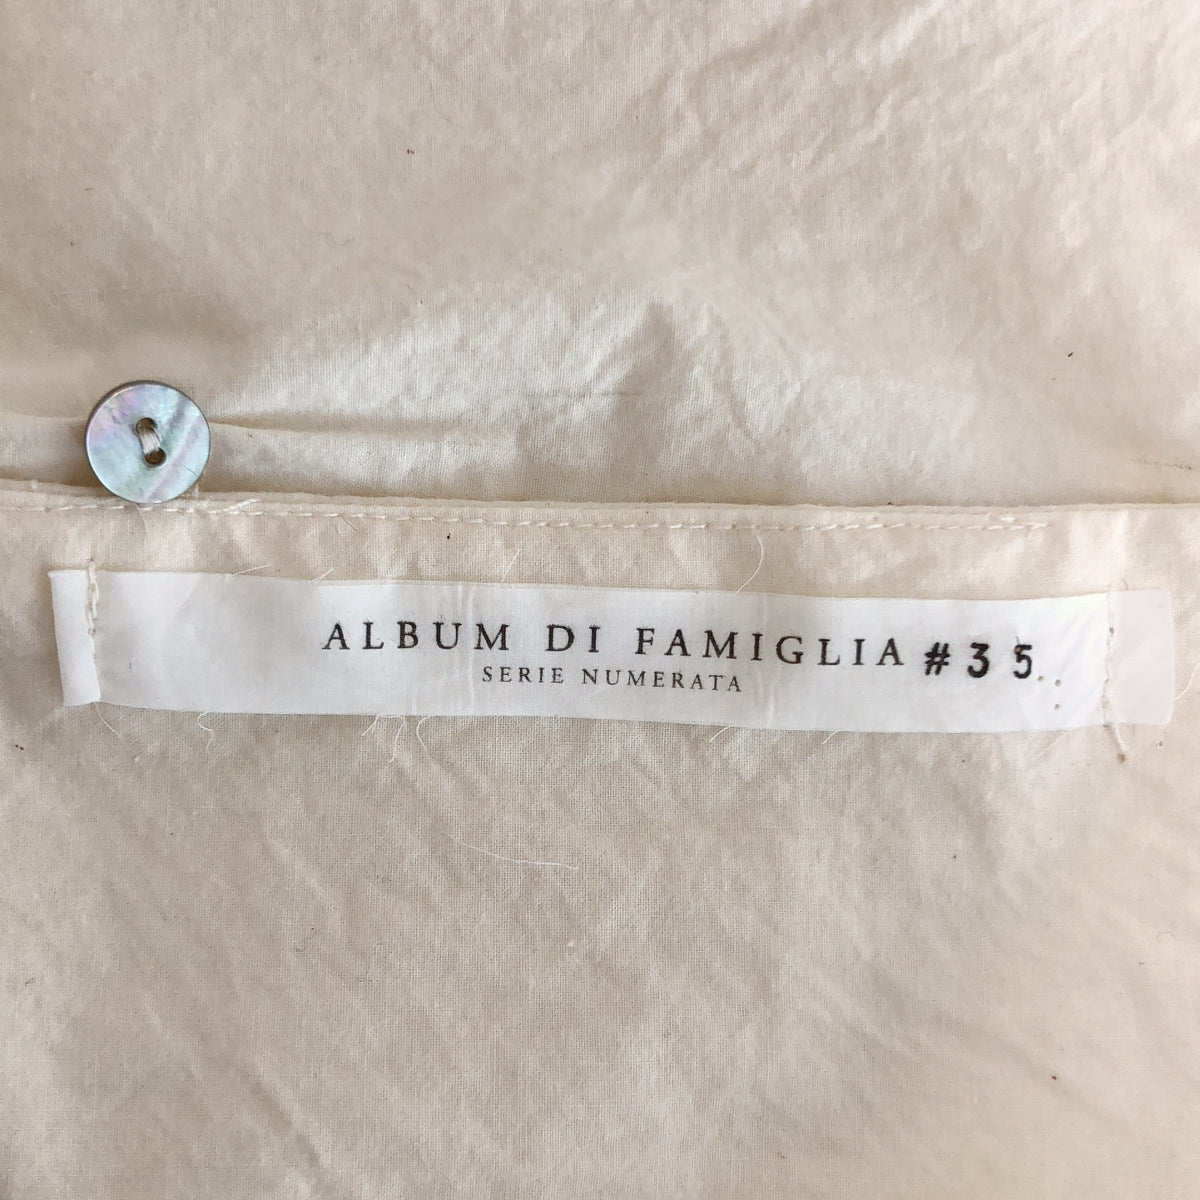 ALBUM DI FAMIGLIA #35
SERIE NUMERATA